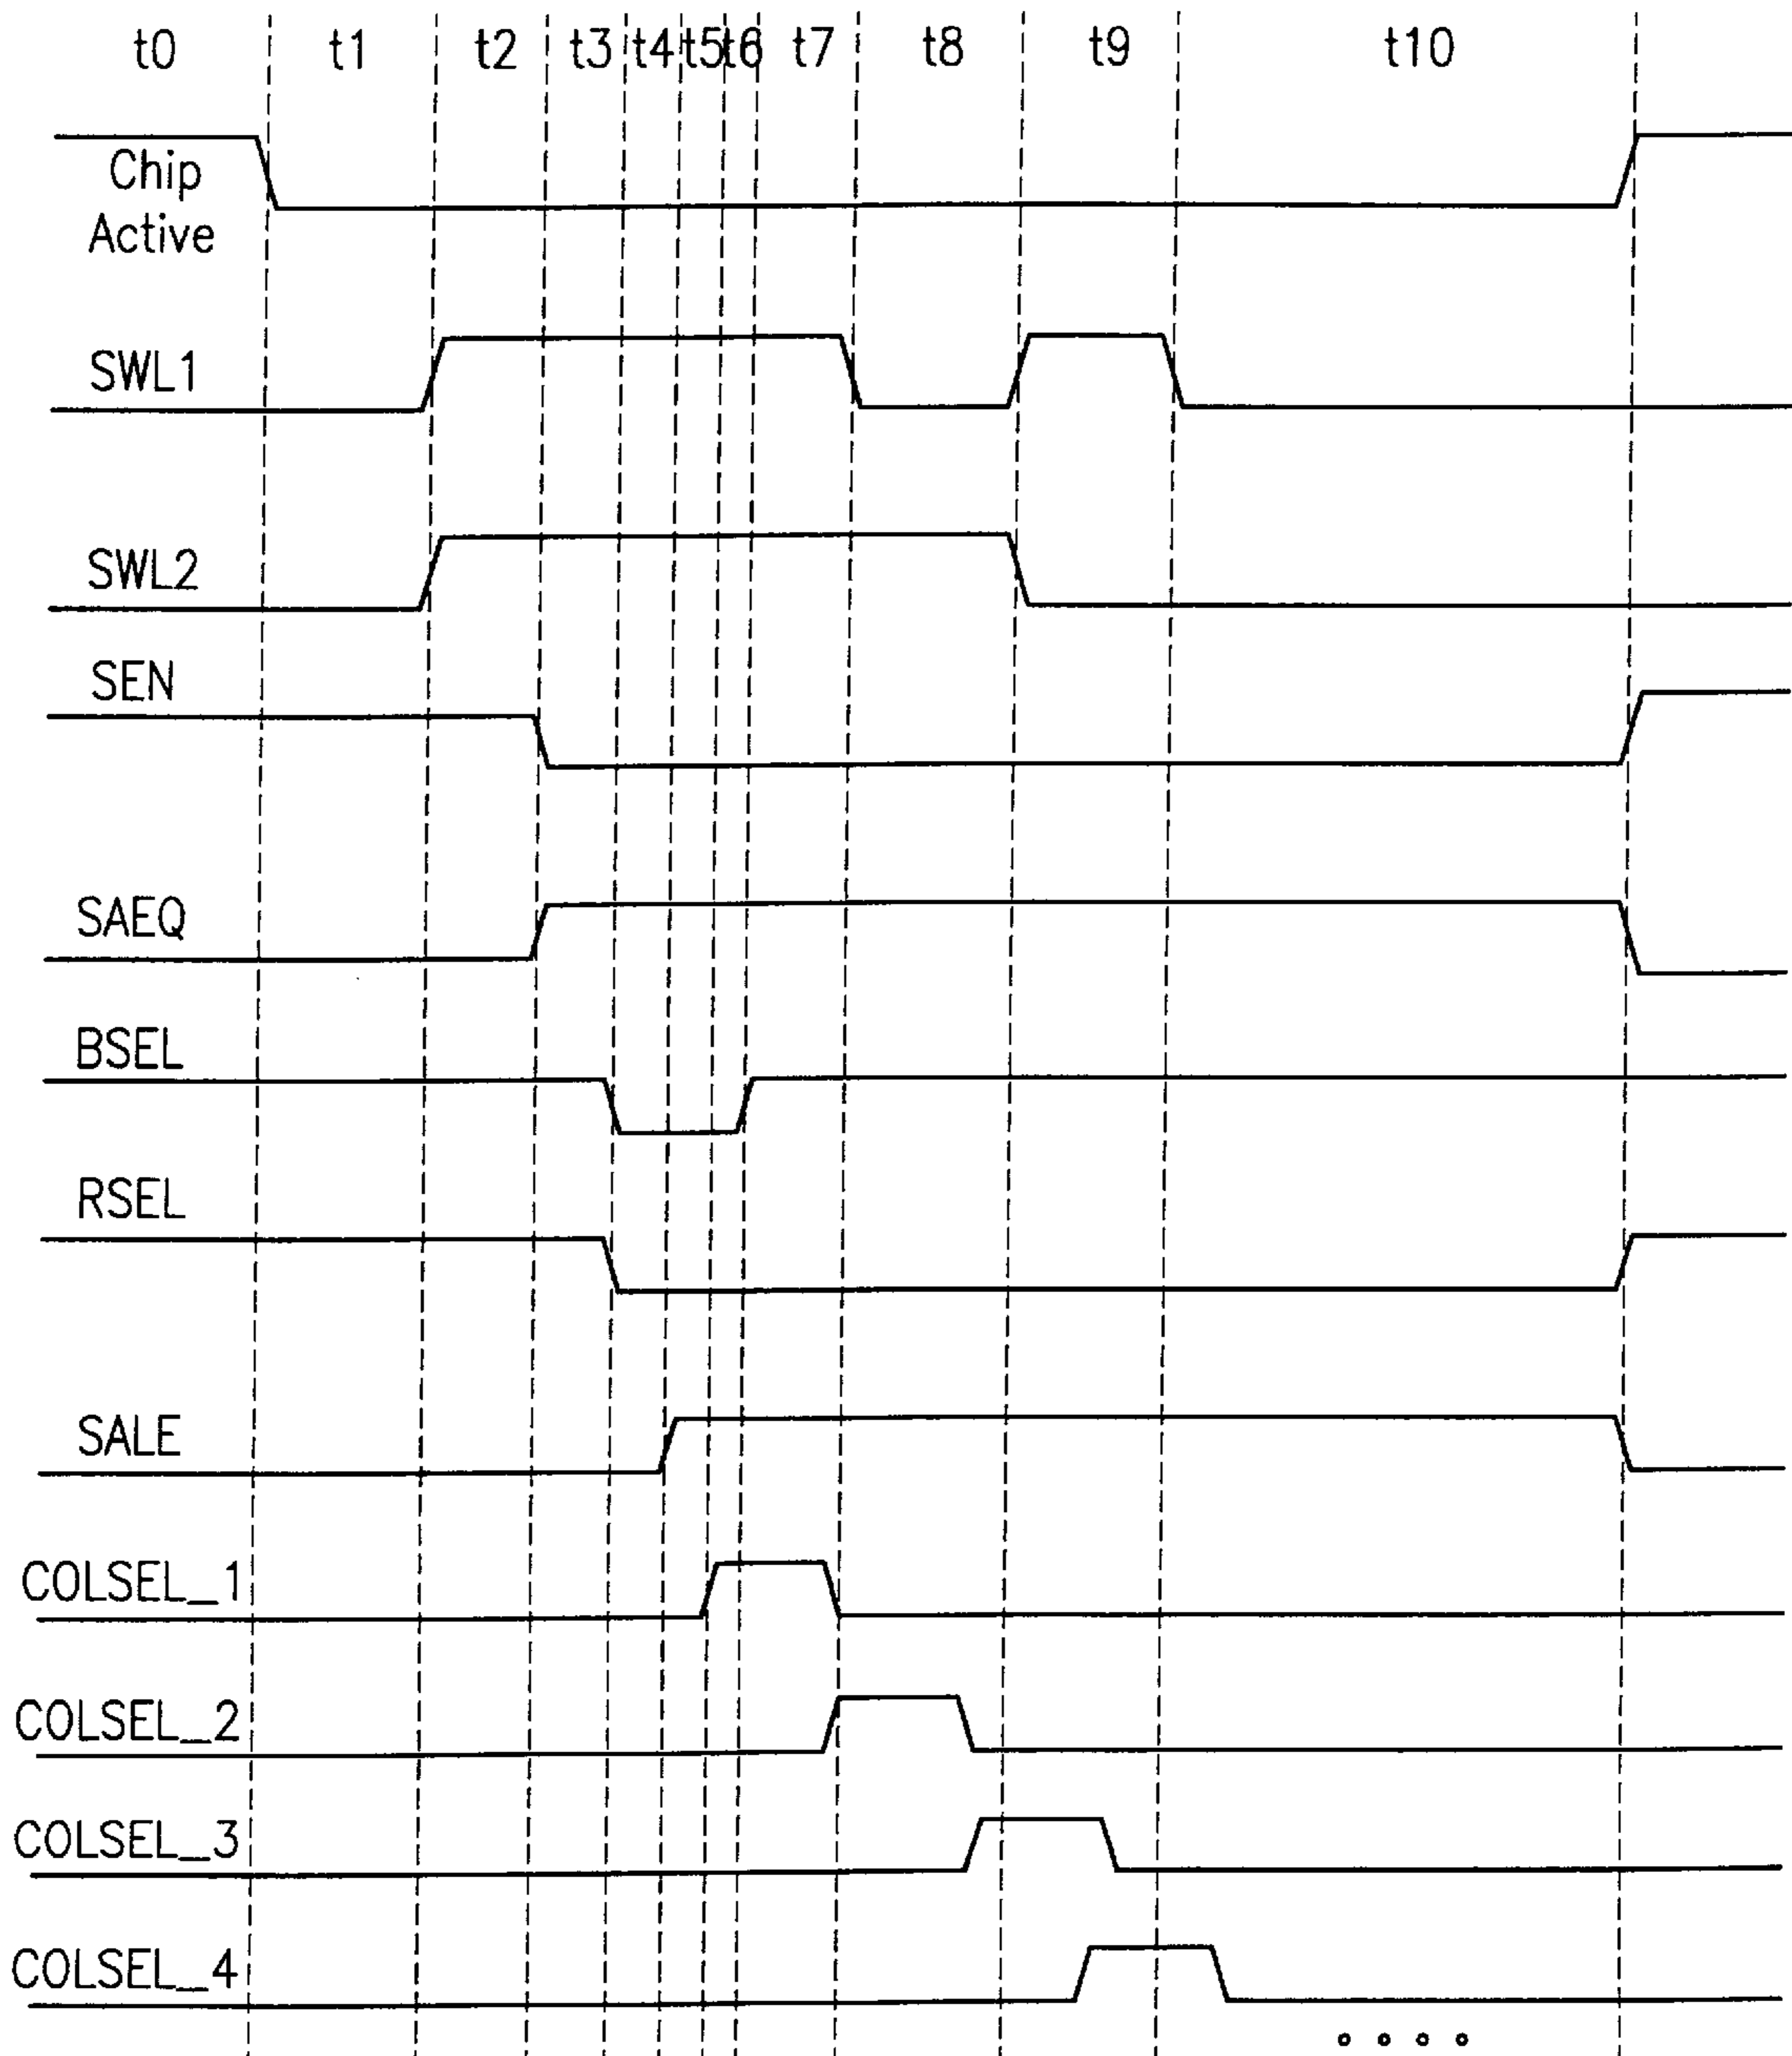 t0 t1 t2 t3 t4 t5 t6 t7 t8 t9 t10
Chip
Active
SWL1
SWL2
SEN
SAEQ
BSEL
RSEL
SALE
COLSEL_1
COLSEL_2
COLSEL_3
COLSEL_4